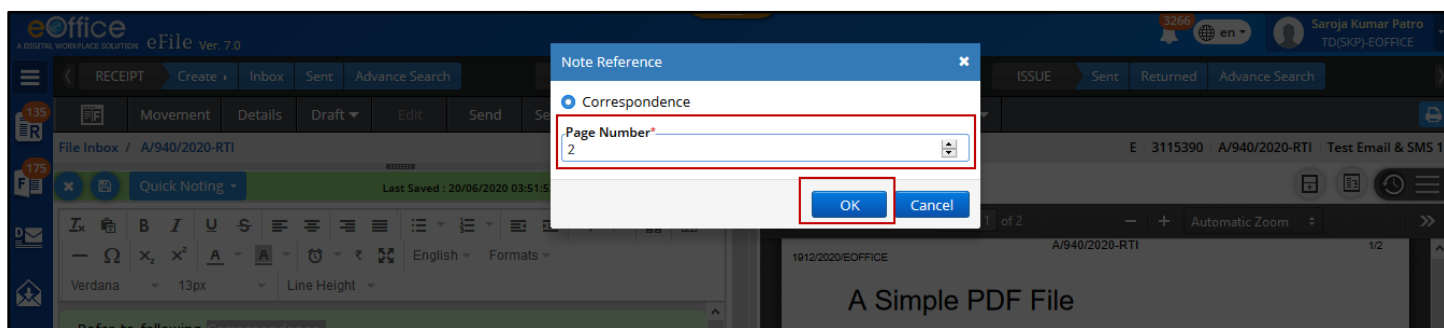 eOffice
A DIGITAL WORKPLACE SOLUTION eFile Ver. 7.0
3266
en
Saroja Kumar Patro
TD(SKP)-EOFFICE
RECEIPT Create Inbox Sent Advance Search
Note Reference
ISSUE Sent Returned Advance Search
135
R
Movement Details Draft Edit Send Se
Correspondence
Page Number*
2
File Inbox / A/940/2020-RTI
E 3115390 A/940/2020-RTI Test Email & SMS 1
175
F
Quick Noting
Last Saved : 20/06/2020 03:51:5
OK Cancel
B I U S
1 of 2 Automatic Zoom
Ω x₂ x² A A ₹ English Formats
A/940/2020-RTI 1/2
1912/2020/EOFFICE
Verdana 13px Line Height
A Simple PDF File
Refer to following Correspondence